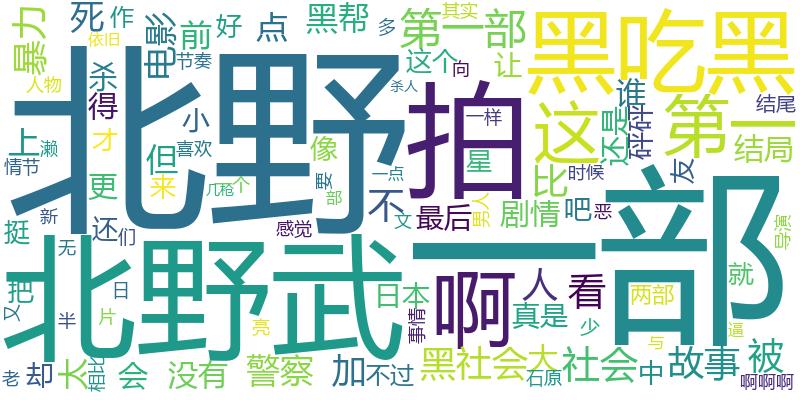 死 作 黑帮 好 多 其实
暴力 依旧 电影 前 点 第一部 黑吃黑
人物 节奏 这个 让
北野 杀 杀人 向 谁 结尾
得 拍 一样 这 还是 砰砰 第一
上 濑 才 小 像 星 结局
情节 但 喜欢 一点 比 时候 友
更 来 几枪 个 要 不 部 一部
新 感觉 文 最后 男人 剧情 吧 恶
挺 还 们 无 导演
北野武 啊 人 看 两部 就
把 又 日 日本 事情 真是 少
半 片 亮 与 逼
太 相比 黑社会 大 社会 故事 被
老 却 会 没有 警察 加 不过 石原 中 啊啊啊